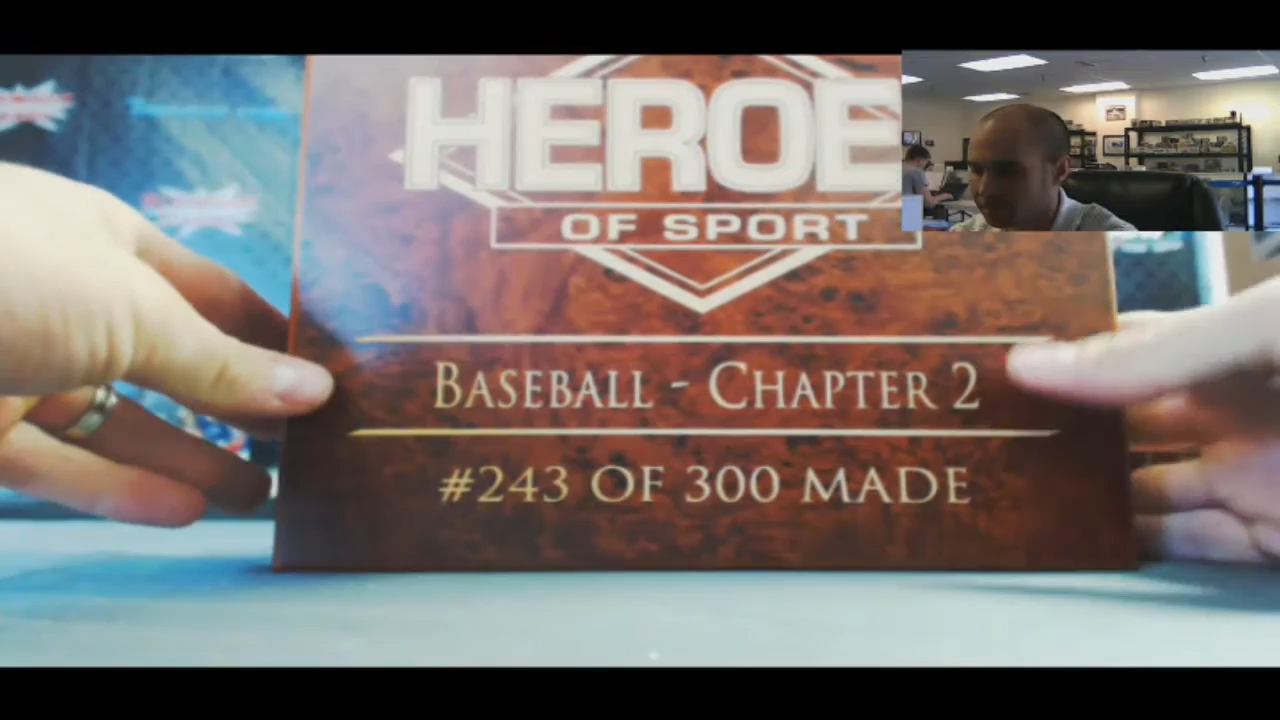 HEROE
OF SPORT
BASEBALL - CHAPTER 2
#243 OF 300 MADE